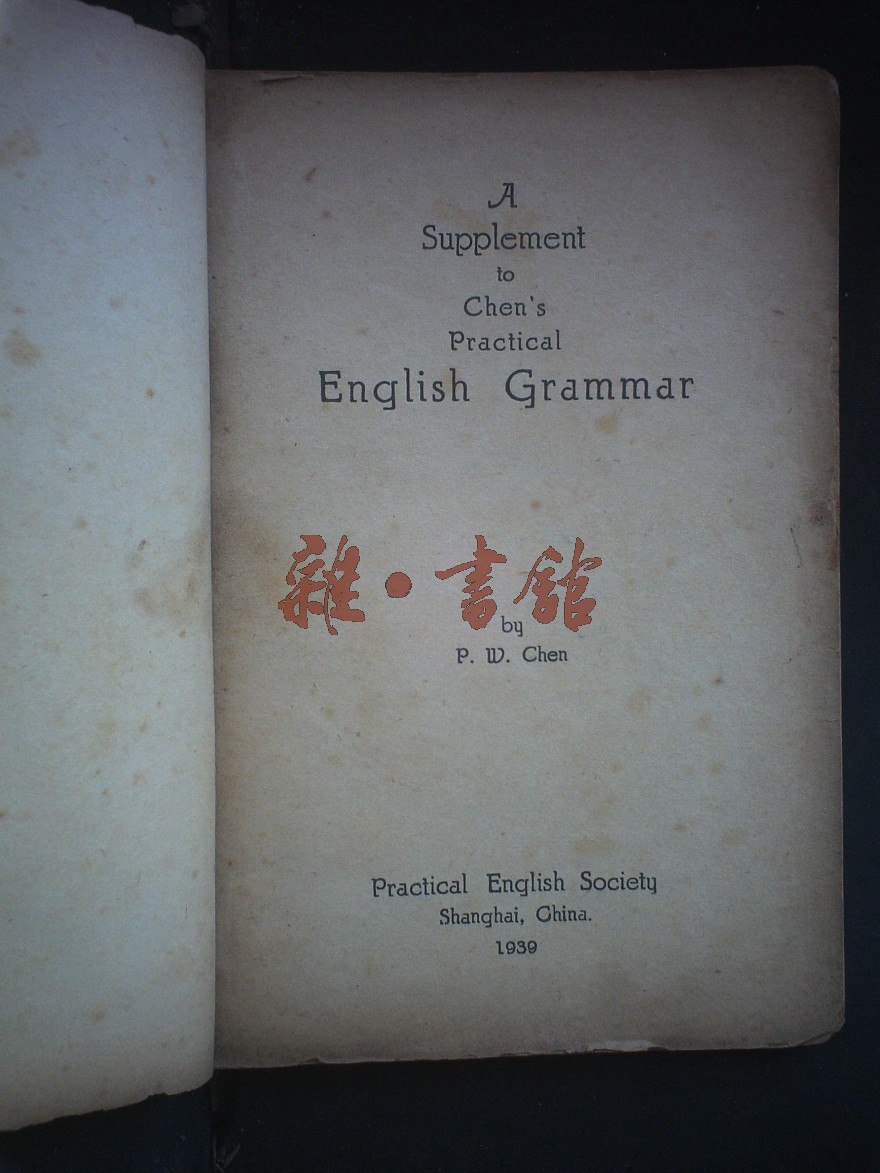 A
Supplement
to
Chen's
Practical
English Grammar
雜·書館
by
P. W. Chen
Practical English Society
Shanghai, China.
1939